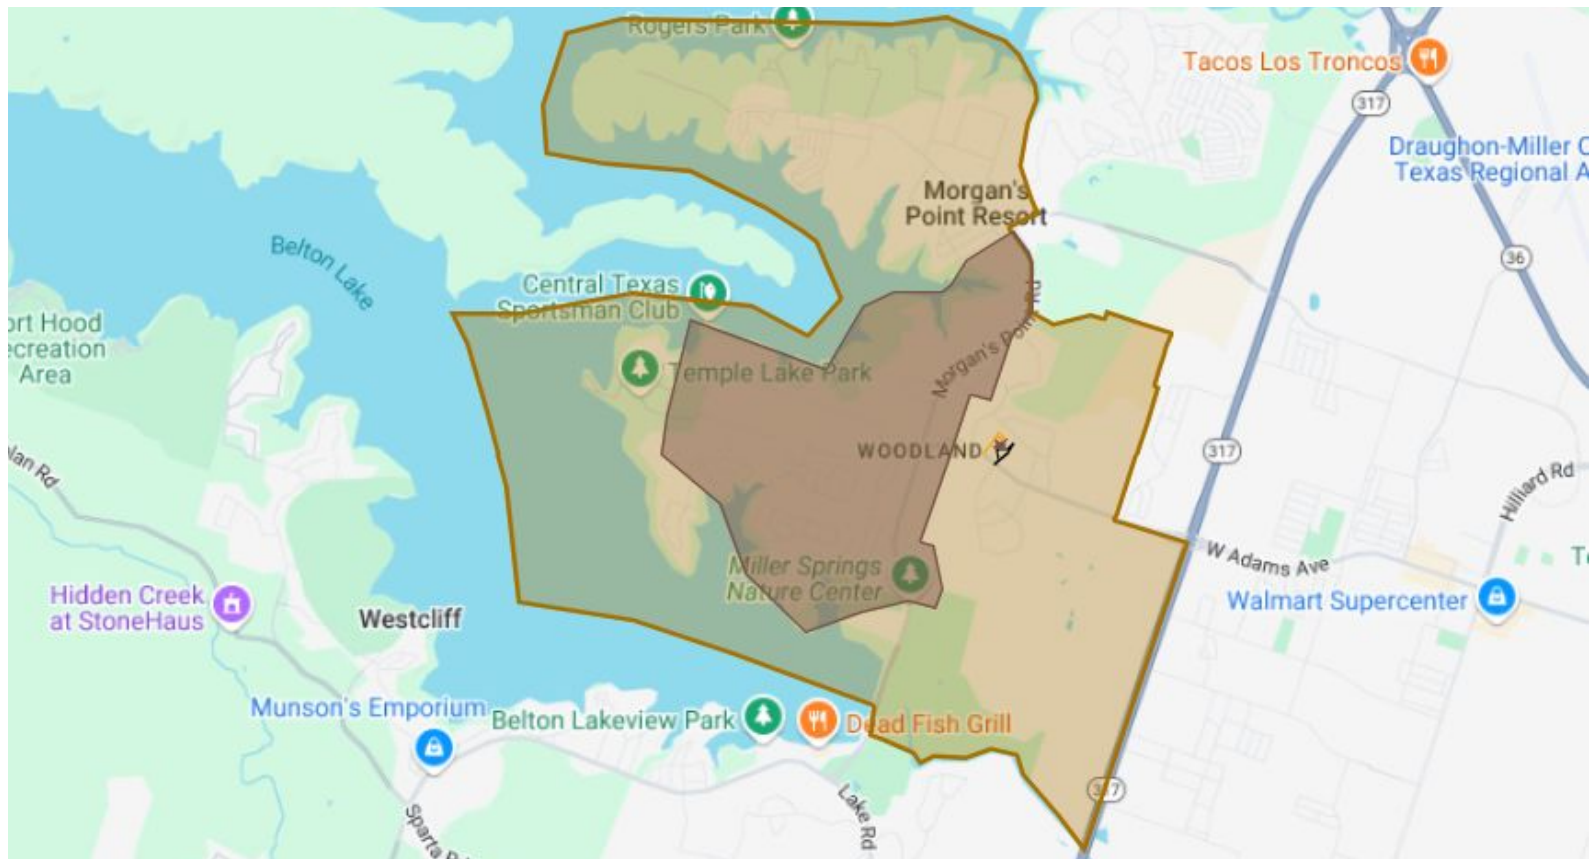 Rogers Park
Tacos Los Troncos
317
Draughon-Miller C
Texas Regional A
Morgan's
Point Resort
36
Belton Lake
Central Texas
Sportsman Club
ort Hood
ecreation
Area
Morgan's Point Rd
Temple Lake Park
WOODLAND
317
lan Rd
Hilliard Rd
W Adams Ave
Miller Springs
Nature Center
Hidden Creek
at StoneHaus
Westcliff
Walmart Supercenter
Te
Munson's Emporium
Belton Lakeview Park
Dead Fish Grill
317
Lake Rd
Sparta R